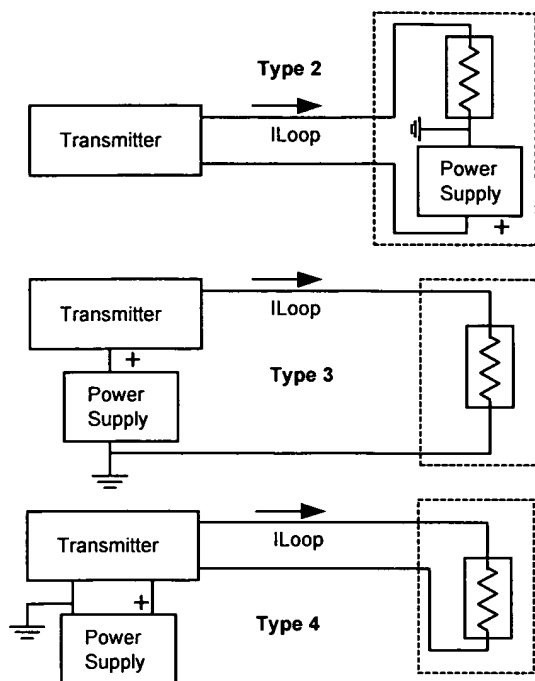 Type 2
Transmitter
ILoop
Power
Supply
+
Transmitter
ILoop
+
Power
Supply
Type 3
Transmitter
ILoop
+
Power
Supply
Type 4